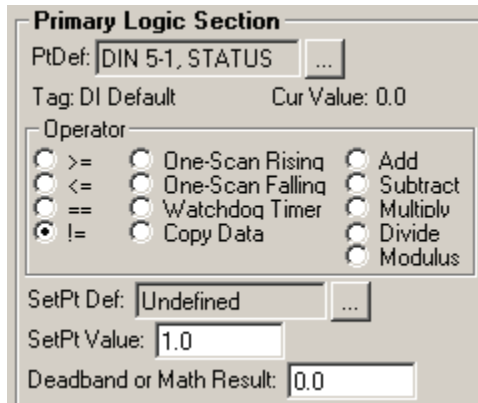 Primary Logic Section
PtDef: DIN 5-1, STATUS ...
Tag: DI Default Cur Value: 0.0
Operator
>= One-Scan Rising Add
<= One-Scan Falling Subtract
== Watchdog Timer Multiply
!= Copy Data Divide
Modulus
SetPt Def: Undefined ...
SetPt Value: 1.0
Deadband or Math Result: 0.0